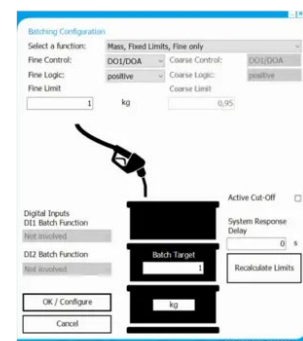 Batching Configuration
Select a function: Mass, Fixed Limits, Fine only
Fine Control: DO1/DOA Coarse Control: DO1/DOA
Fine Logic: positive Coarse Logic: positive
Fine Limit Coarse Limit
1 kg 0,95
Active Cut-Off
Digital Inputs
DI1 Batch Function
Not involved
System Response Delay
0 s
DI2 Batch Function
Not involved
Batch Target
1
Recalculate Limits
OK / Configure
kg
Cancel